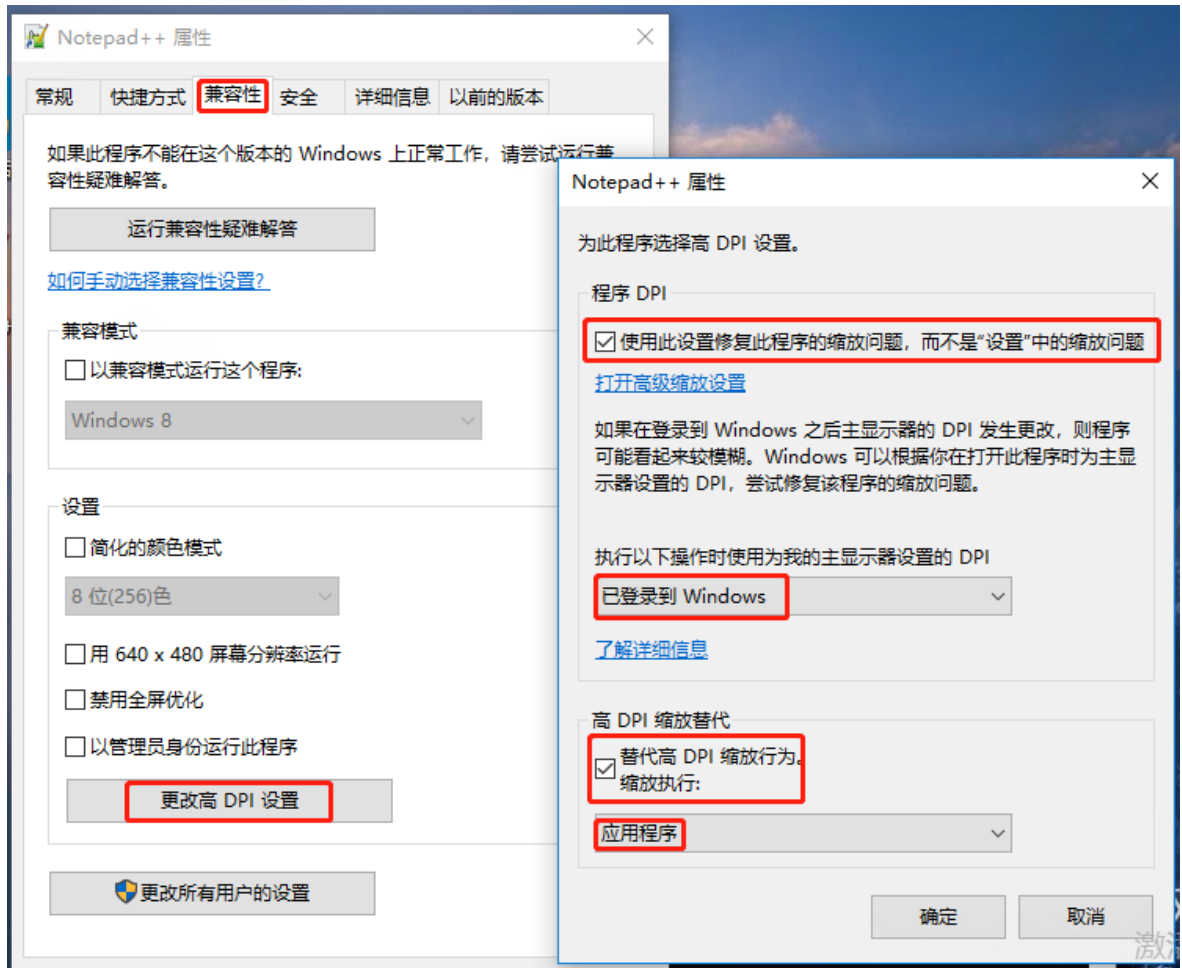 Notepad++ 属性
常规
快捷方式
兼容性
安全
详细信息
以前的版本
如果此程序不能在这个版本的 Windows 上正常工作，请尝试运行兼
容性疑难解答。
运行兼容性疑难解答
如何手动选择兼容性设置?
兼容模式
以兼容模式运行这个程序:
Windows 8
设置
简化的颜色模式
8 位(256)色
用 640 x 480 屏幕分辨率运行
禁用全屏优化
以管理员身份运行此程序
更改高 DPI 设置
更改所有用户的设置
Notepad++ 属性
为此程序选择高 DPI 设置。
程序 DPI
使用此设置修复此程序的缩放问题，而不是“设置”中的缩放问题
打开高级缩放设置
如果在登录到 Windows 之后主显示器的 DPI 发生更改，则程序
可能看起来较模糊。Windows 可以根据你在打开此程序时为主显
示器设置的 DPI，尝试修复该程序的缩放问题。
执行以下操作时使用为我的主显示器设置的 DPI
已登录到 Windows
了解详细信息
高 DPI 缩放替代
替代高 DPI 缩放行为。
缩放执行:
应用程序
确定
取消
激